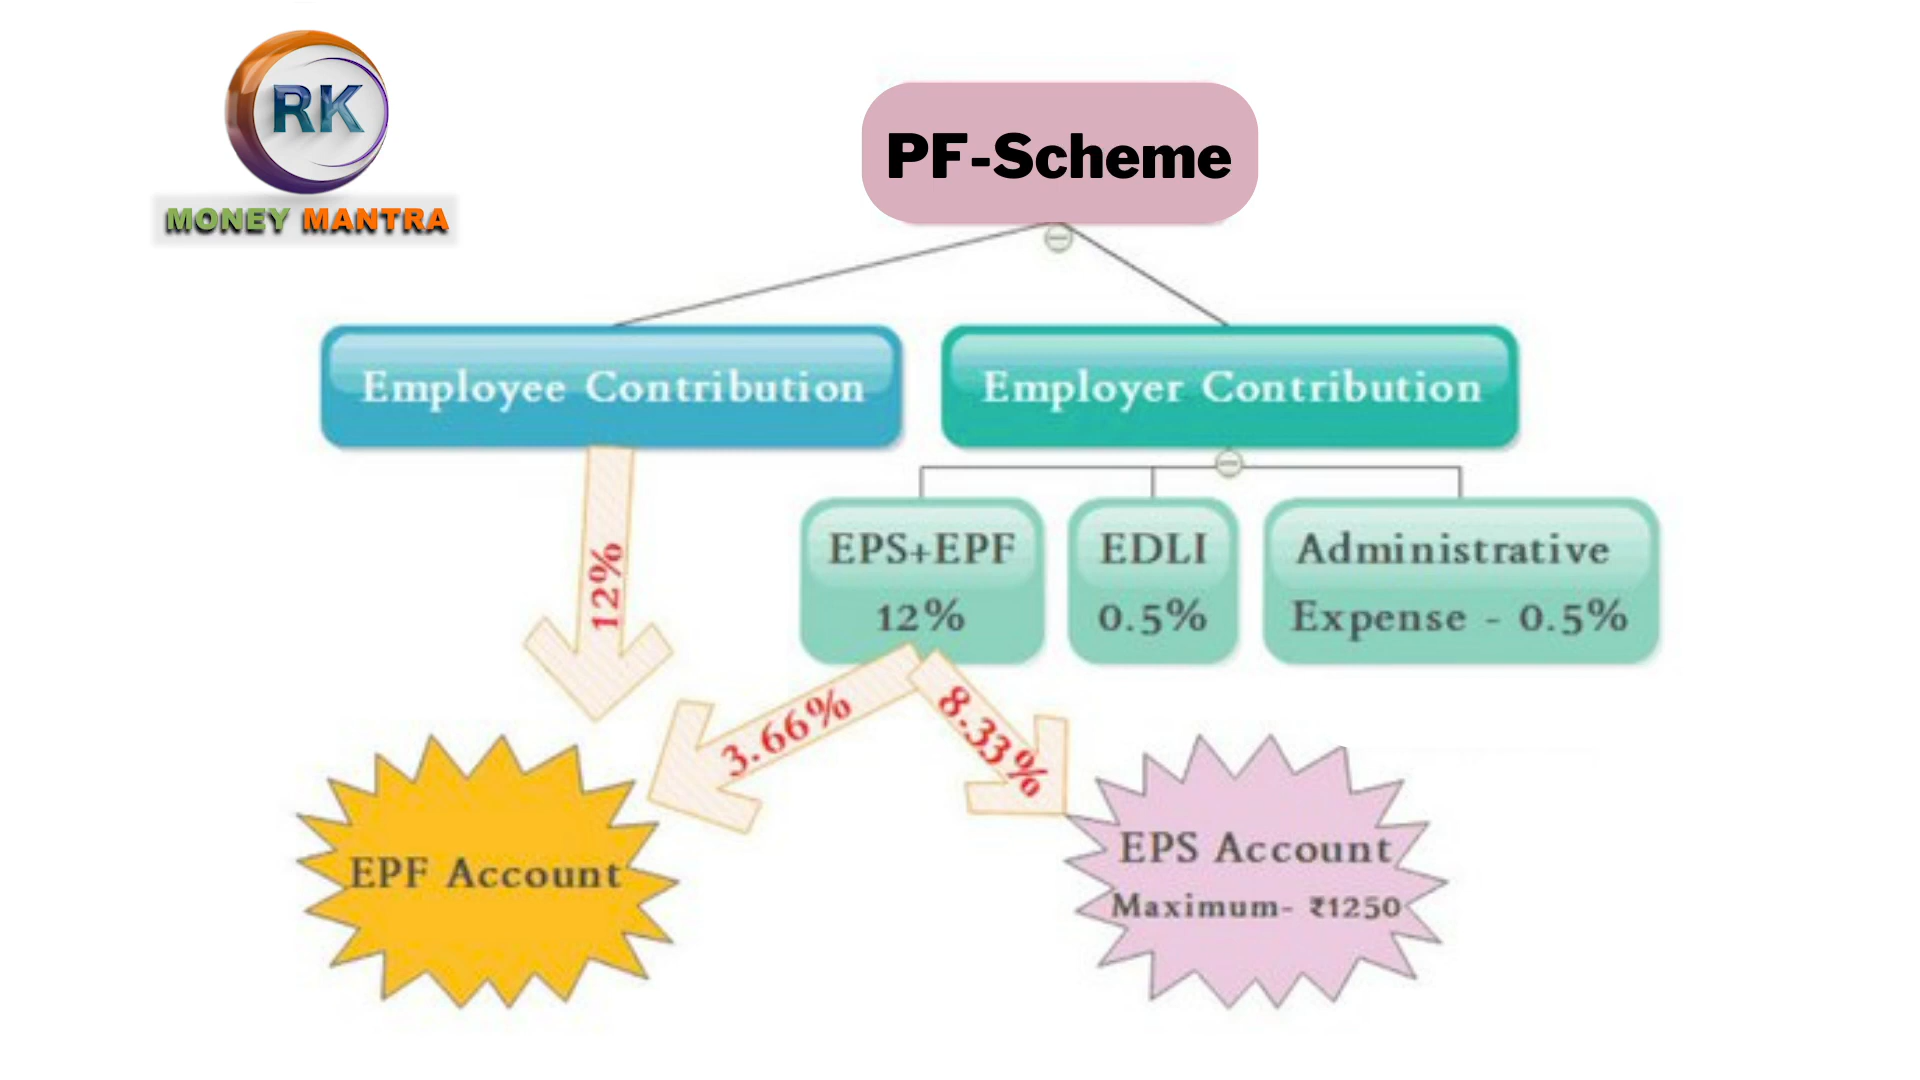 RK
MONEY MANTRA
PF-Scheme
Employee Contribution
Employer Contribution
12%
EPS+EPF
12%
EDLI
0.5%
Administrative
Expense - 0.5%
3.66%
8.33%
EPF Account
EPS Account
Maximum- ₹1250